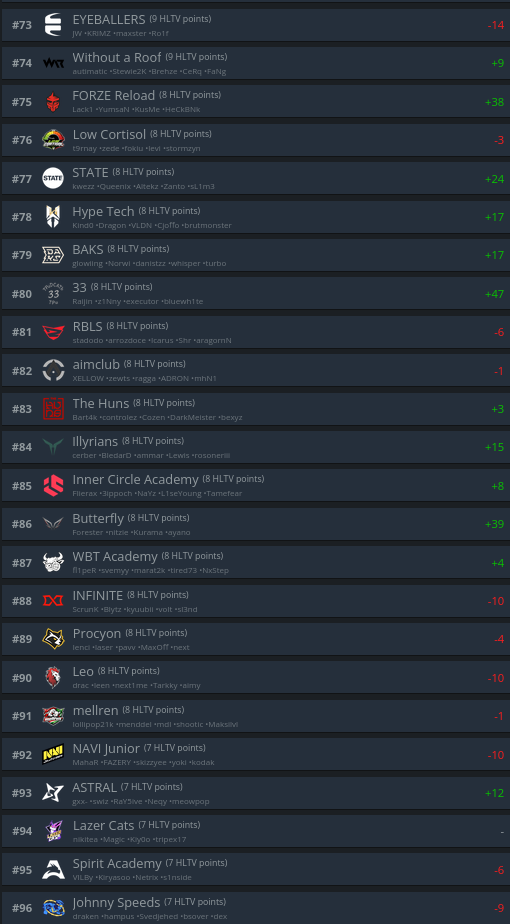 #73 EYEBALLERS (9 HLTV points) -14
JW •KRIMZ •maxster •Ro1f
#74 Without a Roof (9 HLTV points) +9
autimatic •Stewie2K •Brehze •CeRq •FaNg
#75 FORZE Reload (8 HLTV points) +38
Lack1 •YumsaN •KusMe •HeCkBNk
#76 Low Cortisol (8 HLTV points) -3
t9rnay •zede •fokiu •levi •stormzyn
#77 STATE STATE (8 HLTV points) +24
kwezz •Queenix •Altekz •Zanto •sL1m3
#78 Hype Tech (8 HLTV points) +17
Kind0 •Dragon •VLDN •Cjoffo •brutmonster
#79 BAKS (8 HLTV points) +17
glowiing •Norwi •danistzz •whisper •turbo
#80 33 33 (8 HLTV points) +47
Raijin •z1Nny •executor •bluewh1te
#81 RBLS (8 HLTV points) -6
stadodo •arrozdoce •Icarus •Shr •aragornN
#82 aimclub (8 HLTV points) -1
XELLOW •zewts •ragga •ADRON •mhN1
#83 The Huns (8 HLTV points) +3
Bart4k •controlez •Cozen •DarkMeister •bexyz
#84 Illyrians (8 HLTV points) +15
cerber •BledarD •ammar •Lewis •rosoneriii
#85 Inner Circle Academy (8 HLTV points) +8
Flierax •3ippoch •NaYz •L1seYoung •Tamefear
#86 Butterfly (8 HLTV points) +39
Forester •nitzie •Kurama •ayano
#87 WBT Academy (8 HLTV points) +4
fl1peR •svemyy •marat2k •tired73 •NxStep
#88 INFINITE (8 HLTV points) -10
ScrunK •Blytz •kyuubii •volt •sl3nd
#89 Procyon (8 HLTV points) -4
lenci •laser •pavv •MaxOff •next
#90 Leo (8 HLTV points) -10
drac •leen •next1me •Tarkky •aimy
#91 mellren (8 HLTV points) -1
lollipop21k •menddel •mdl •shootic •Makslivi
#92 NAVI NAVI Junior (7 HLTV points) -10
MahaR •FAZERY •skizzyee •yoki •kodak
#93 ASTRAL (7 HLTV points) +12
gxx- •swiz •RaY5ive •Neqy •meowpop
#94 Lazer Cats (7 HLTV points) -
nikitea •Magic •Kiy0o •tripex17
#95 Spirit Academy (7 HLTV points) -6
ViLBy •Kiryasoo •Netrix •s1nside
#96 Johnny Speeds (7 HLTV points) -9
draken •hampus •Svedjehed •bsover •dex